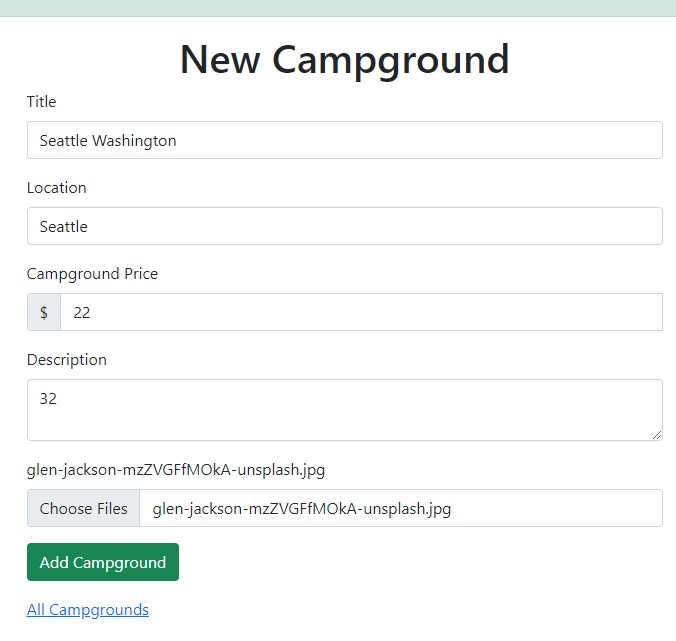 New Campground
Title
Seattle Washington
Location
Seattle
Campground Price
$ 22
Description
32
glen-jackson-mzZVGFfMOkA-unsplash.jpg
Choose Files glen-jackson-mzZVGFfMOkA-unsplash.jpg
Add Campground
All Campgrounds